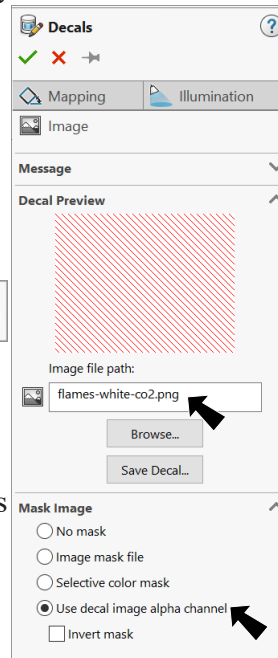 Decals
?
Mapping
Illumination
Image
Message
Decal Preview
Image file path:
flames-white-co2.png
Browse...
Save Decal...
s
Mask Image
No mask
Image mask file
Selective color mask
Use decal image alpha channel
Invert mask